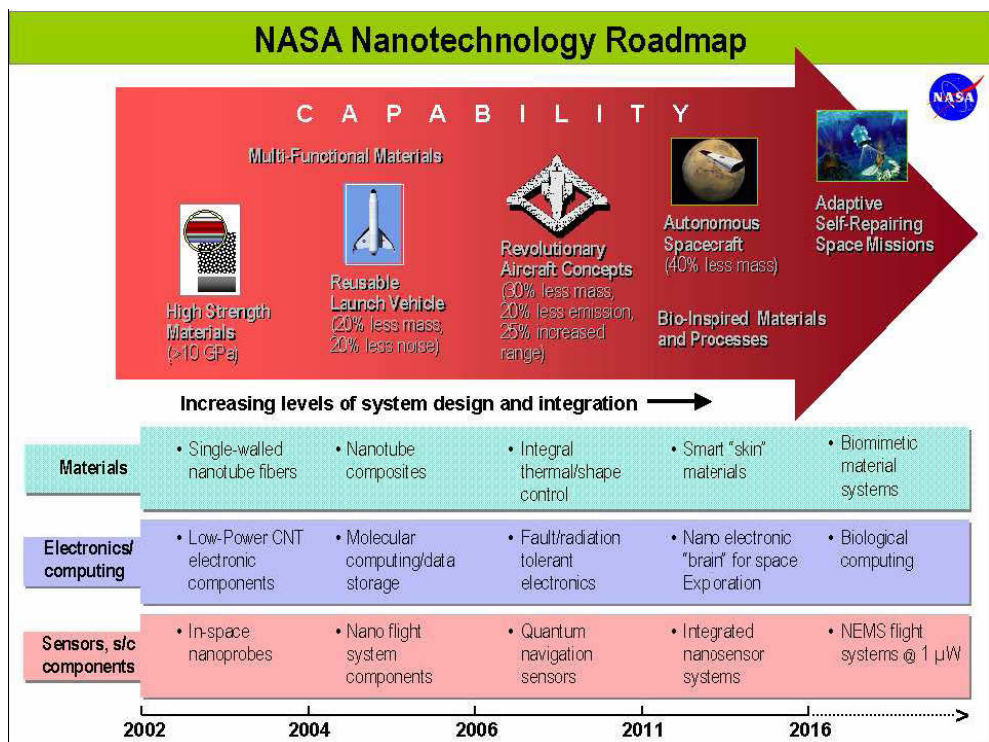 NASA Nanotechnology Roadmap
CAPABILITY
NASA
Multi-Functional Materials
High Strength
Materials
(>10 GPa)
Reusable
Launch Vehicle
(20% less mass,
20% less noise)
Revolutionary
Aircraft Concepts
(30% less mass,
20% less emission,
25% increased
range)
Autonomous
Spacecraft
(40% less mass)
Bio-Inspired Materials
and Processes
Adaptive
Self-Repairing
Space Missions
Increasing levels of system design and integration
Materials
• Single-walled
nanotube fibers
• Nanotube
composites
• Integral
thermal/shape
control
• Smart “skin”
materials
• Biomimetic
material
systems
Electronics/
computing
• Low-Power CNT
electronic
components
• Molecular
computing/data
storage
• Fault/radiation
tolerant
electronics
• Nano electronic
“brain” for space
Exporation
• Biological
computing
Sensors, s/c
components
• In-space
nanoprobes
• Nano flight
system
components
• Quantum
navigation
sensors
• Integrated
nanosensor
systems
• NEMS flight
systems @ 1 µW
2002
2004
2006
2011
2016